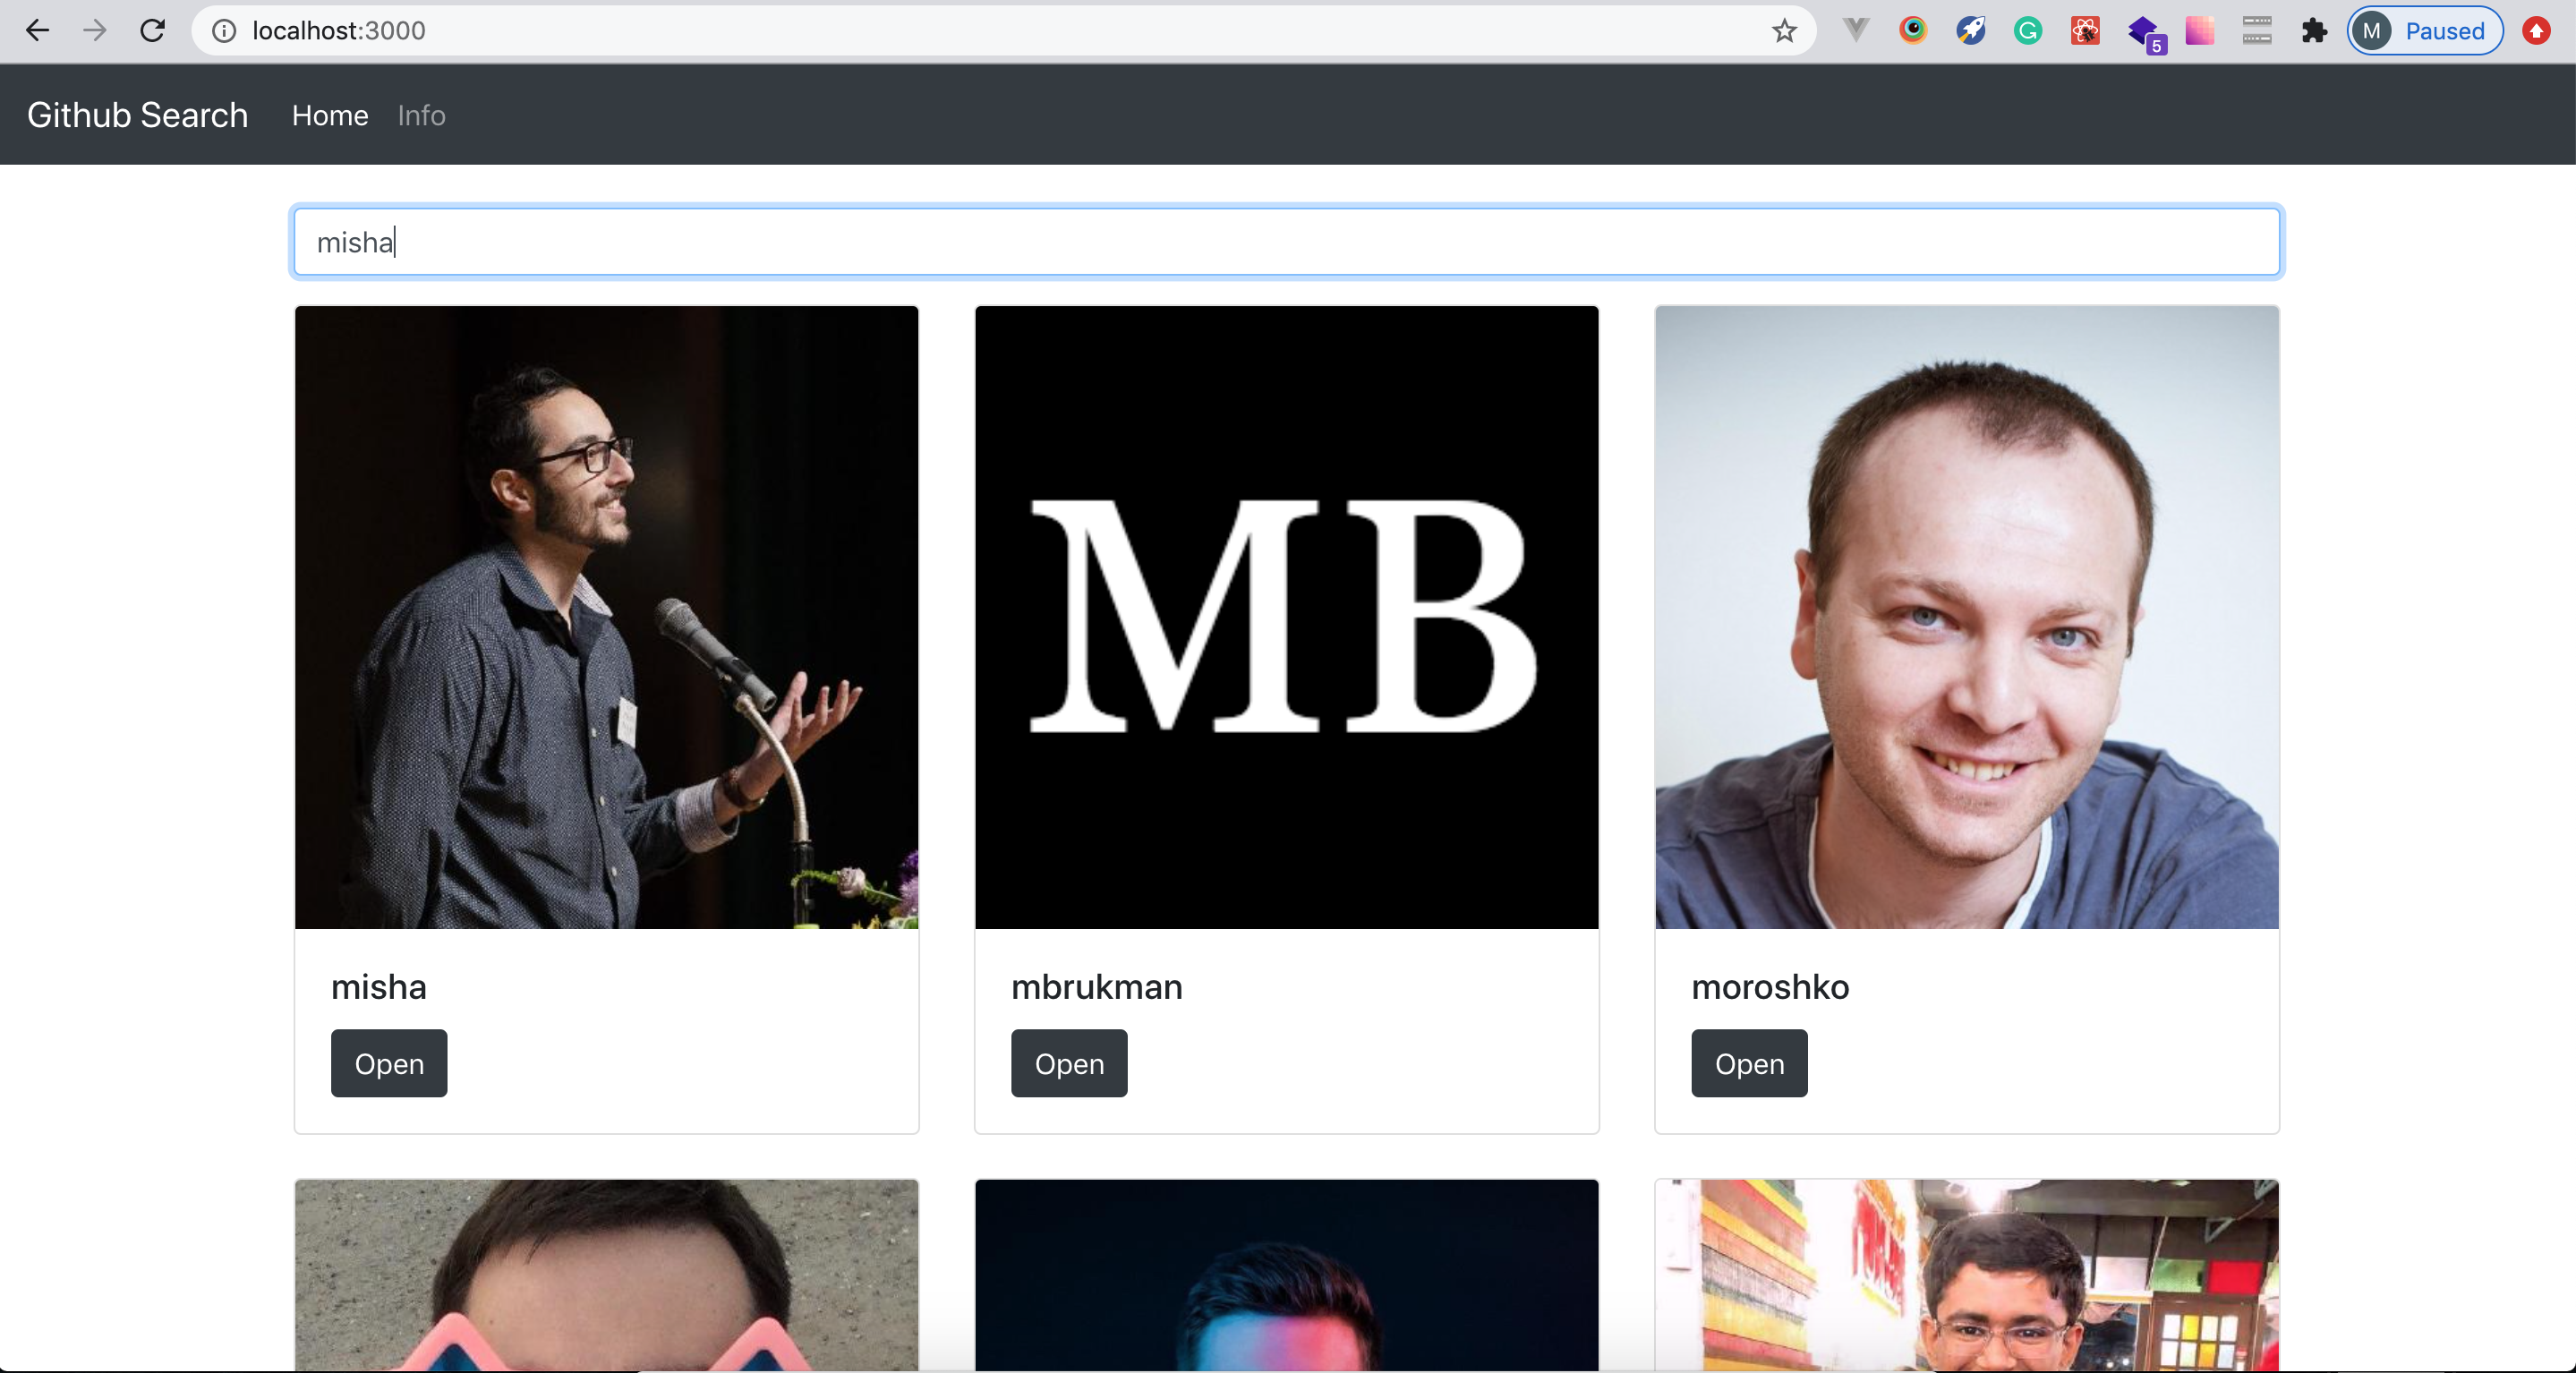 localhost:3000
5
M
Paused
Github Search
Home
Info
misha
MB
misha
mbrukman
moroshko
Open
Open
Open